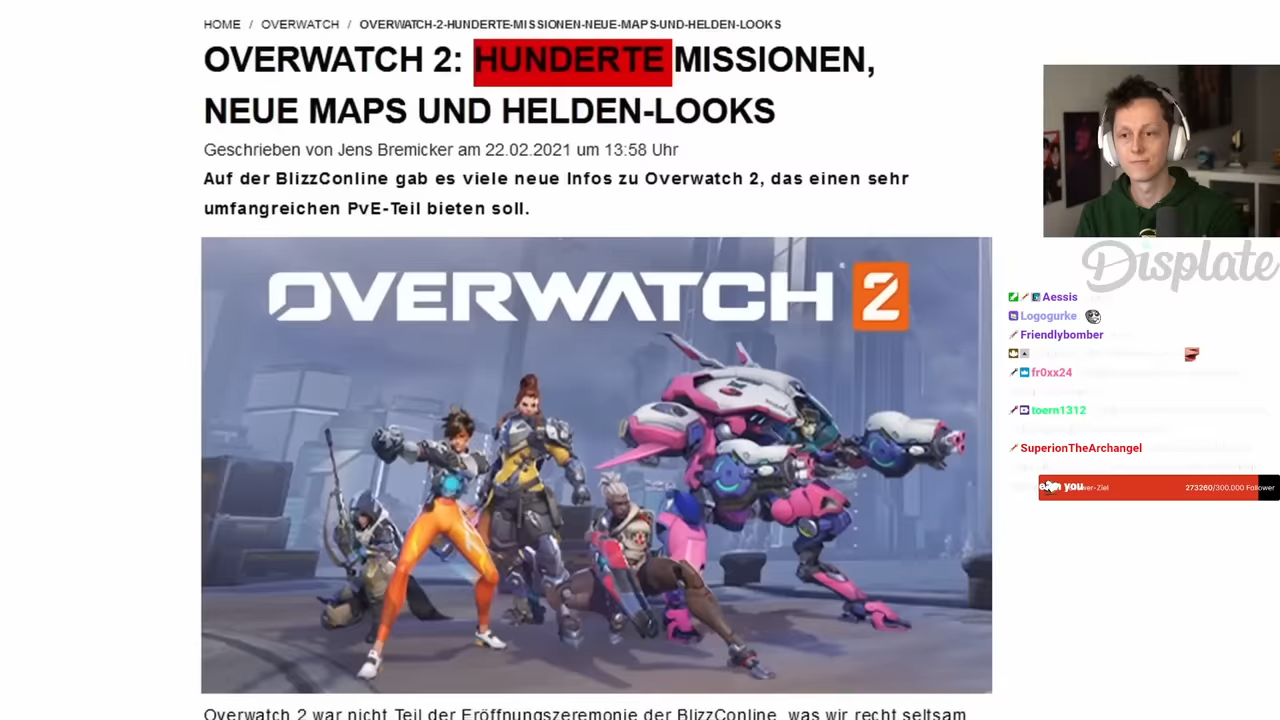 HOME / OVERWATCH / OVERWATCH-2-HUNDERTE-MISSIONEN-NEUE-MAPS-UND-HELDEN-LOOKS
OVERWATCH 2: HUNDERTE MISSIONEN,
NEUE MAPS UND HELDEN-LOOKS
Geschrieben von Jens Bremicker am 22.02.2021 um 13:58 Uhr
Auf der BlizzConline gab es viele neue Infos zu Overwatch 2, das einen sehr
umfangreichen PvE-Teil bieten soll.
OVERWATCH 2
Overwatch 2 war nicht Teil der Eröffnungszeremonie der BlizzConline, was wir recht seltsam
Displate
Aessis
Logogurke
Friendlybomber
fr0xx24
toern1312
SuperionTheArchangel
you 273260/300.000 Follower